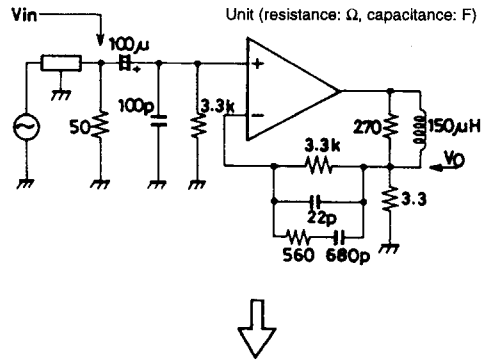 Vin
Unit (resistance: Ω, capacitance: F)
100μ
+
+
−
100p
3.3k
50
270
150μH
3.3k
Vo
22p
3.3
560
680p